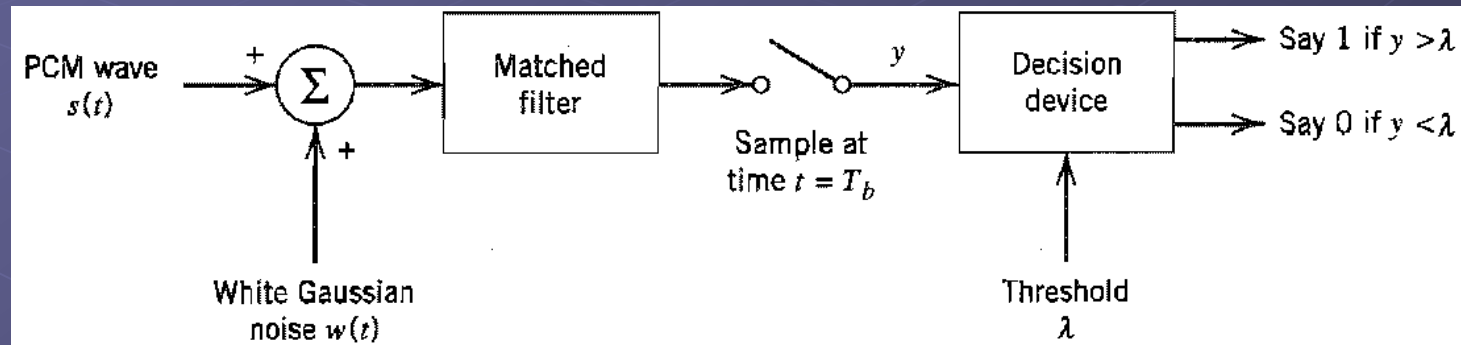 PCM wave
s(t)
+
Σ
+
White Gaussian
noise w(t)
Matched
filter
Sample at
time t = T_b
y
Decision
device
Threshold
λ
Say 1 if y >λ
Say 0 if y <λ